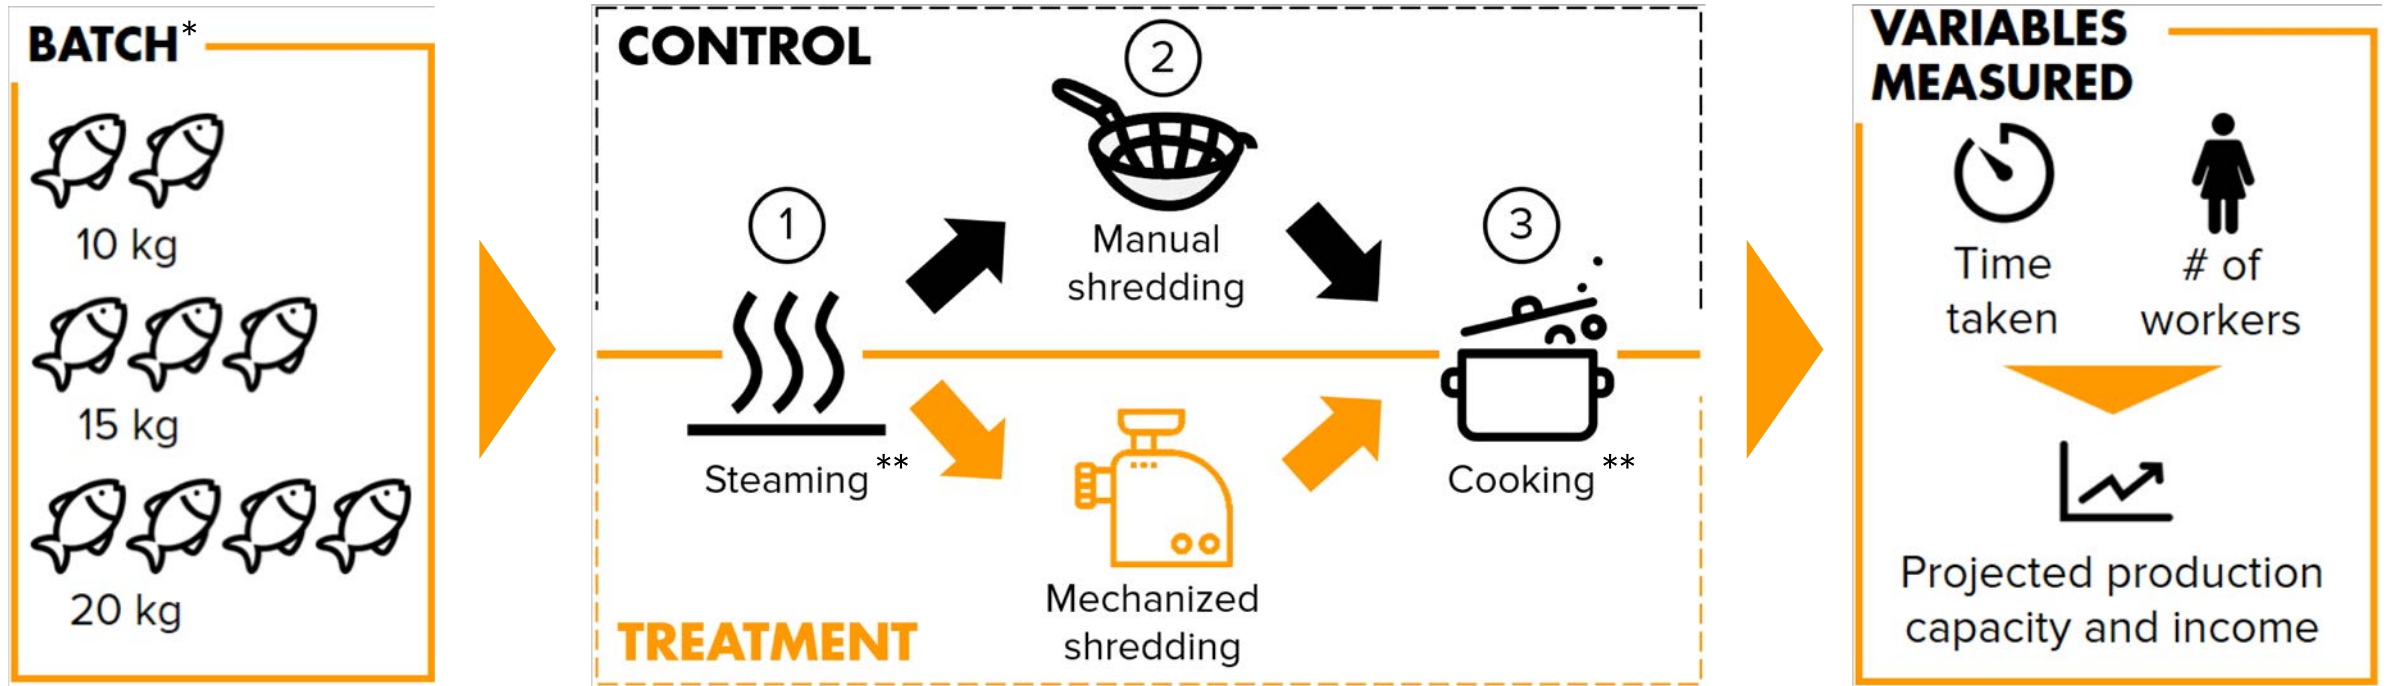 BATCH*
10 kg
15 kg
20 kg
CONTROL
1
Steaming**
2
Manual
shredding
3
Cooking**
Mechanized
shredding
TREATMENT
VARIABLES
MEASURED
Time
taken
# of
workers
Projected production
capacity and income